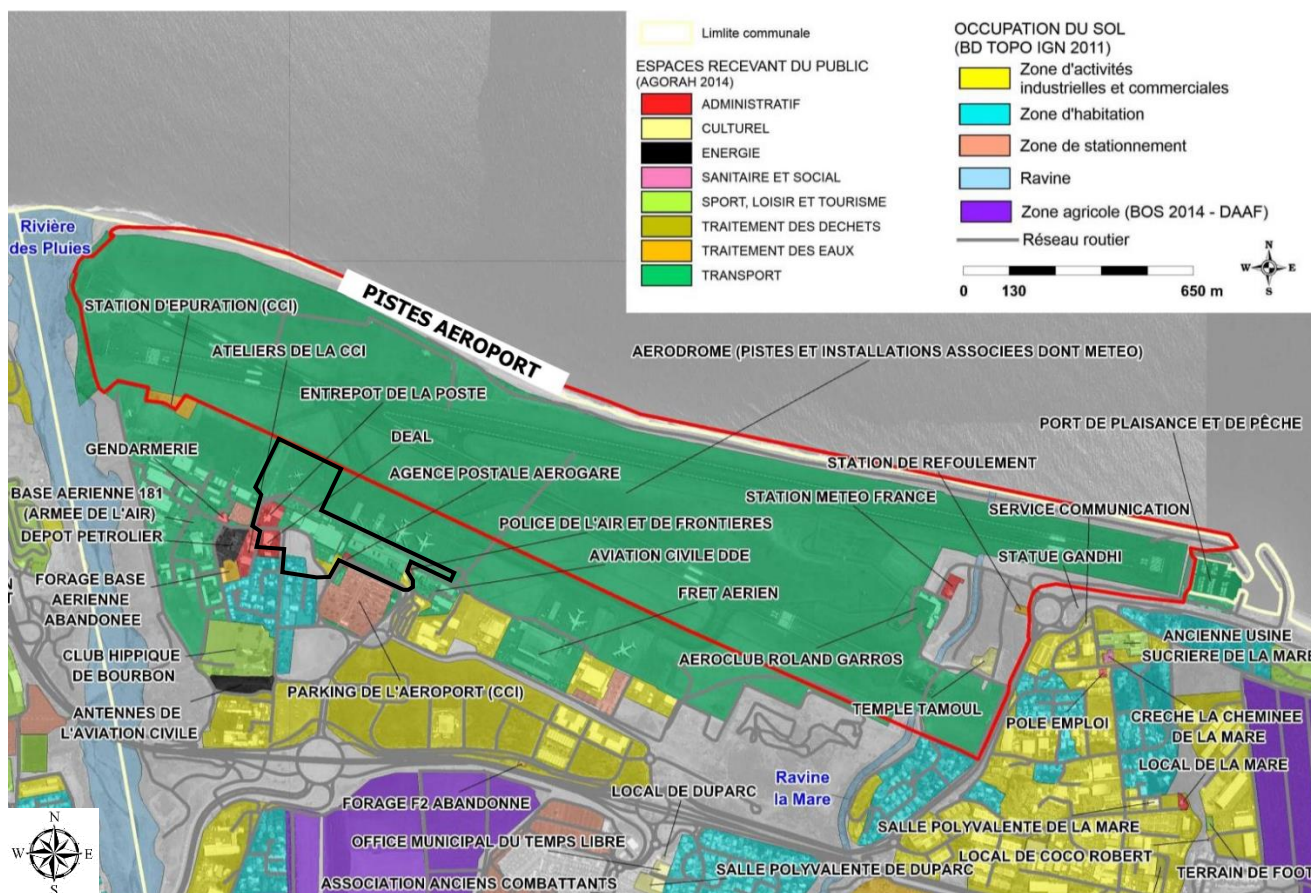 Limlite communale
ESPACES RECEVANT DU PUBLIC
(AGORAH 2014)
ADMINISTRATIF
CULTUREL
ENERGIE
SANITAIRE ET SOCIAL
SPORT, LOISIR ET TOURISME
TRAITEMENT DES DECHETS
TRAITEMENT DES EAUX
TRANSPORT
OCCUPATION DU SOL
(BD TOPO IGN 2011)
Zone d'activités
industrielles et commerciales
Zone d'habitation
Zone de stationnement
Ravine
Zone agricole (BOS 2014 - DAAF)
Réseau routier
N
W E
S
0 130 650 m
Rivière
des Pluies
PISTES AEROPORT
STATION D'EPURATION (CCI)
ATELIERS DE LA CCI
ENTREPOT DE LA POSTE
DEAL
AGENCE POSTALE AEROGARE
GENDARMERIE
BASE AERIENNE 181
(ARMEE DE L'AIR)
DEPOT PETROLIER
FORAGE BASE
AERIENNE
ABANDONEE
CLUB HIPPIQUE
DE BOURBON
ANTENNES DE
L'AVIATION CIVILE
PARKING DE L'AEROPORT (CCI)
POLICE DE L'AIR ET DE FRONTIERES
AVIATION CIVILE DDE
FRET AERIEN
AERODROME (PISTES ET INSTALLATIONS ASSOCIEES DONT METEO)
PORT DE PLAISANCE ET DE PÊCHE
STATION DE REFOULEMENT
STATION METEO FRANCE
SERVICE COMMUNICATION
STATUE GANDHI
AEROCLUB ROLAND GARROS
TEMPLE TAMOUL
ANCIENNE USINE
SUCRIERE DE LA MARE
POLE EMPLOI
CRECHE LA CHEMINEE
DE LA MARE
LOCAL DE LA MARE
Ravine
la Mare
FORAGE F2 ABANDONNE
LOCAL DE DUPARC
OFFICE MUNICIPAL DU TEMPS LIBRE
ASSOCIATION ANCIENS COMBATTANTS
SALLE POLYVALENTE DE LA MARE
LOCAL DE COCO ROBERT
SALLE POLYVALENTE DE DUPARC
TERRAIN DE FOO
N
W E
S